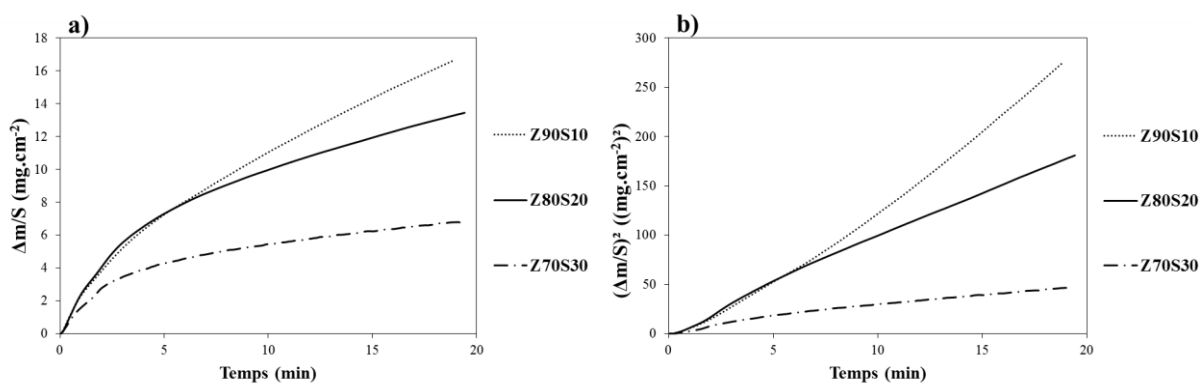 a)
18
16
14
12
10
8
6
4
2
0
Δm/S (mg.cm⁻²)
0 5 10 15 20
Temps (min)
Z90S10
Z80S20
Z70S30
b)
300
250
200
150
100
50
0
(Δm/S)² ((mg.cm⁻²)²)
0 5 10 15 20
Temps (min)
Z90S10
Z80S20
Z70S30